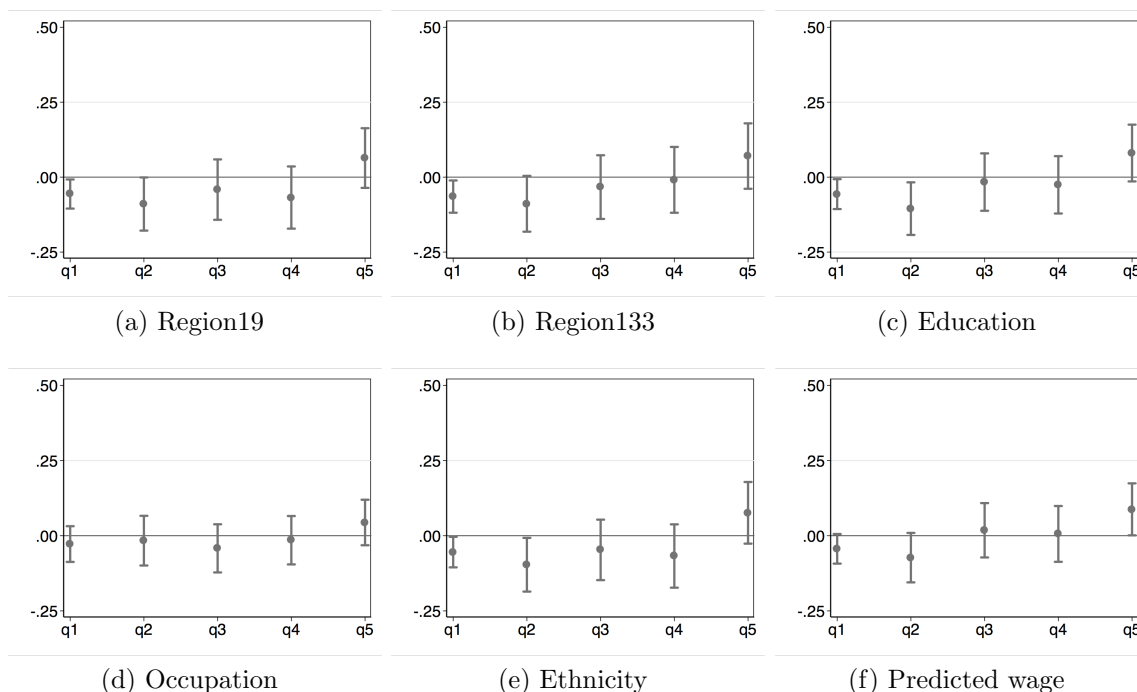 .50 .50 .50
.25 .25 .25
.00 .00 .00
-.25 -.25 -.25
q1 q2 q3 q4 q5 q1 q2 q3 q4 q5 q1 q2 q3 q4 q5
(a) Region19 (b) Region133 (c) Education
.50 .50 .50
.25 .25 .25
.00 .00 .00
-.25 -.25 -.25
q1 q2 q3 q4 q5 q1 q2 q3 q4 q5 q1 q2 q3 q4 q5
(d) Occupation (e) Ethnicity (f) Predicted wage